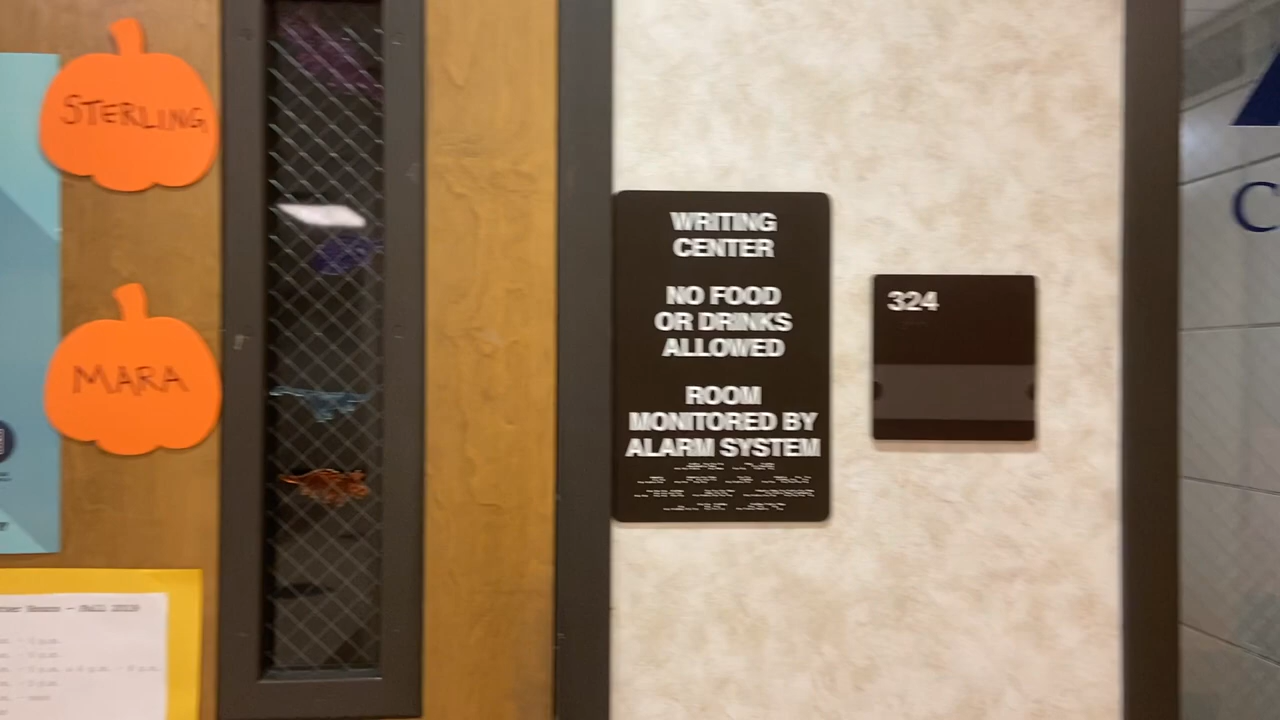 STERLING
MARA
WRITING
CENTER
NO FOOD
OR DRINKS
ALLOWED
ROOM
MONITORED BY
ALARM SYSTEM
324
C